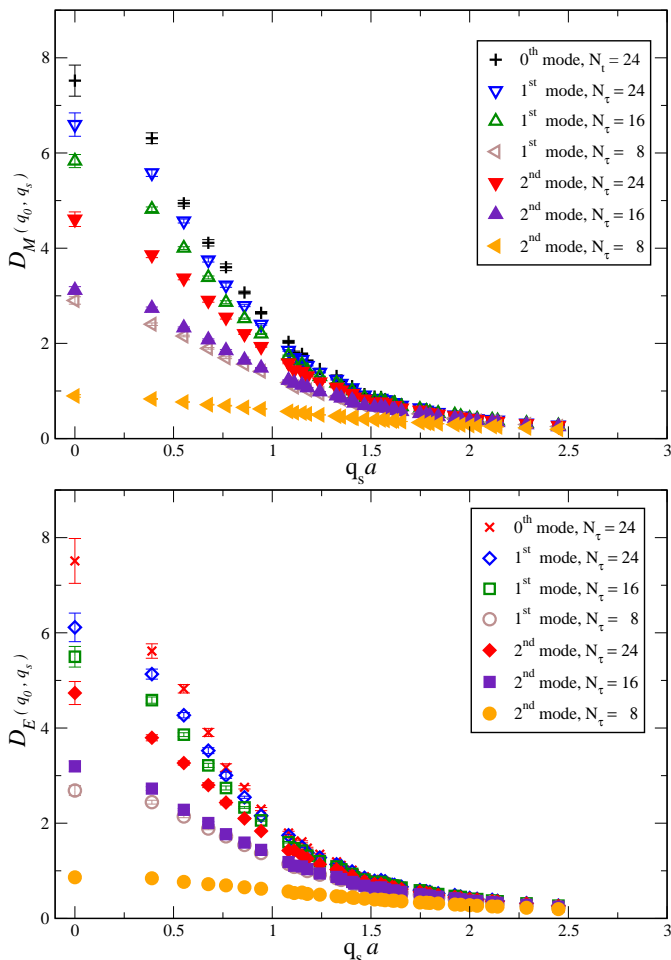 8
6
4
2
0
D_M(q_0, q_s)
0th mode, N_t = 24
1st mode, N_τ = 24
1st mode, N_τ = 16
1st mode, N_τ = 8
2nd mode, N_τ = 24
2nd mode, N_τ = 16
2nd mode, N_τ = 8
0 0.5 1 1.5 2 2.5 3
q_s a
8
6
4
2
0
D_E(q_0, q_s)
0th mode, N_τ = 24
1st mode, N_τ = 24
1st mode, N_τ = 16
1st mode, N_τ = 8
2nd mode, N_τ = 24
2nd mode, N_τ = 16
2nd mode, N_τ = 8
0 0.5 1 1.5 2 2.5 3
q_s a